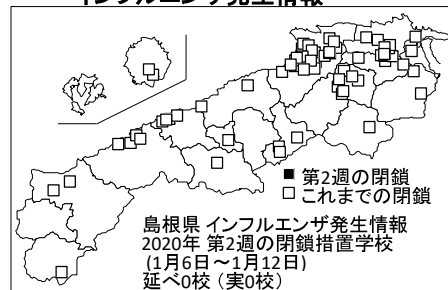 インフルエンザ発生情報
■ 第2週の閉鎖
□ これまでの閉鎖
島根県 インフルエンザ発生情報
2020年 第2週の閉鎖措置学校
(1月6日～1月12日)
延べ0校 (実0校)